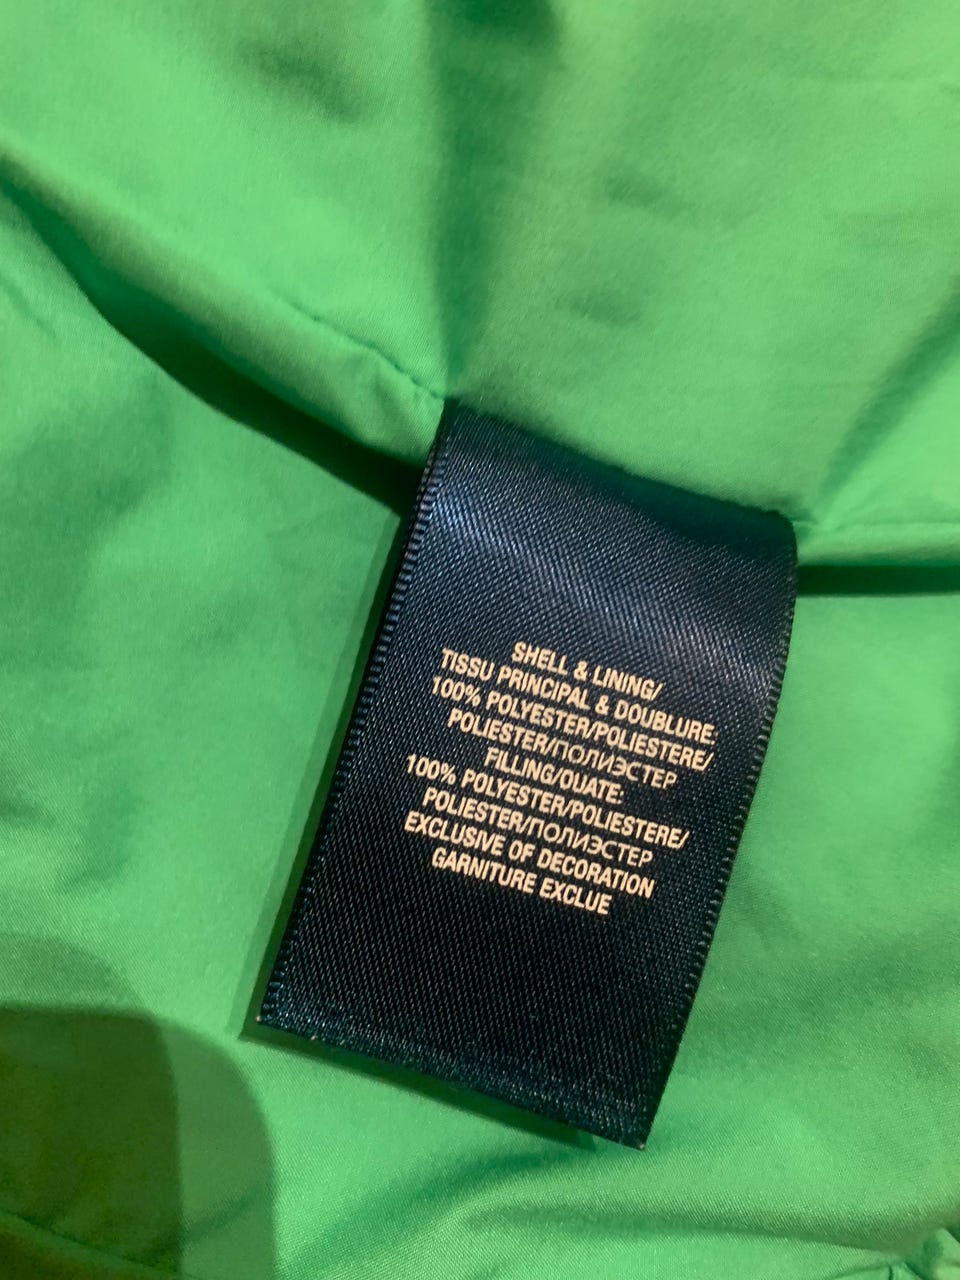 SHELL & LINING/
TISSU PRINCIPAL & DOUBLURE:
100% POLYESTER/POLIESTERE/
POLIESTER/ПОЛИЭСТЕР
FILLING/OUATE:
100% POLYESTER/POLIESTERE/
POLIESTER/ПОЛИЭСТЕР
EXCLUSIVE OF DECORATION
GARNITURE EXCLUE